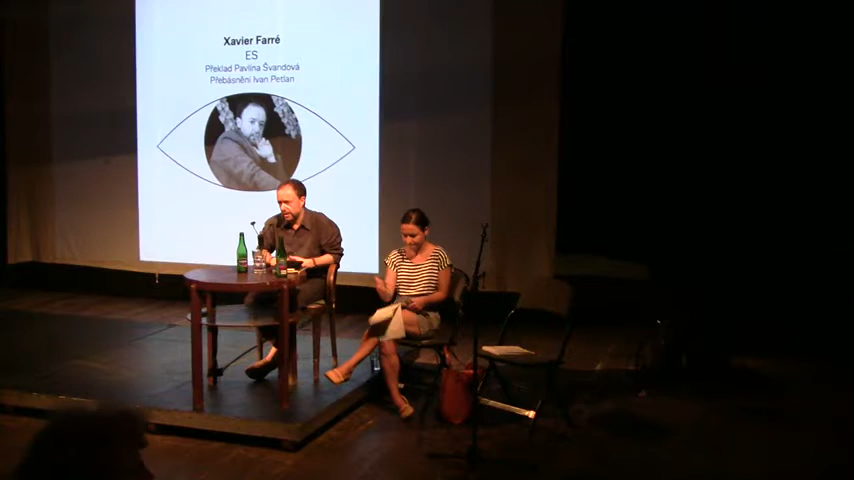 Xavier Farré
ES
Překlad Pavlína Švandová
Přebásnění Ivan Petlan